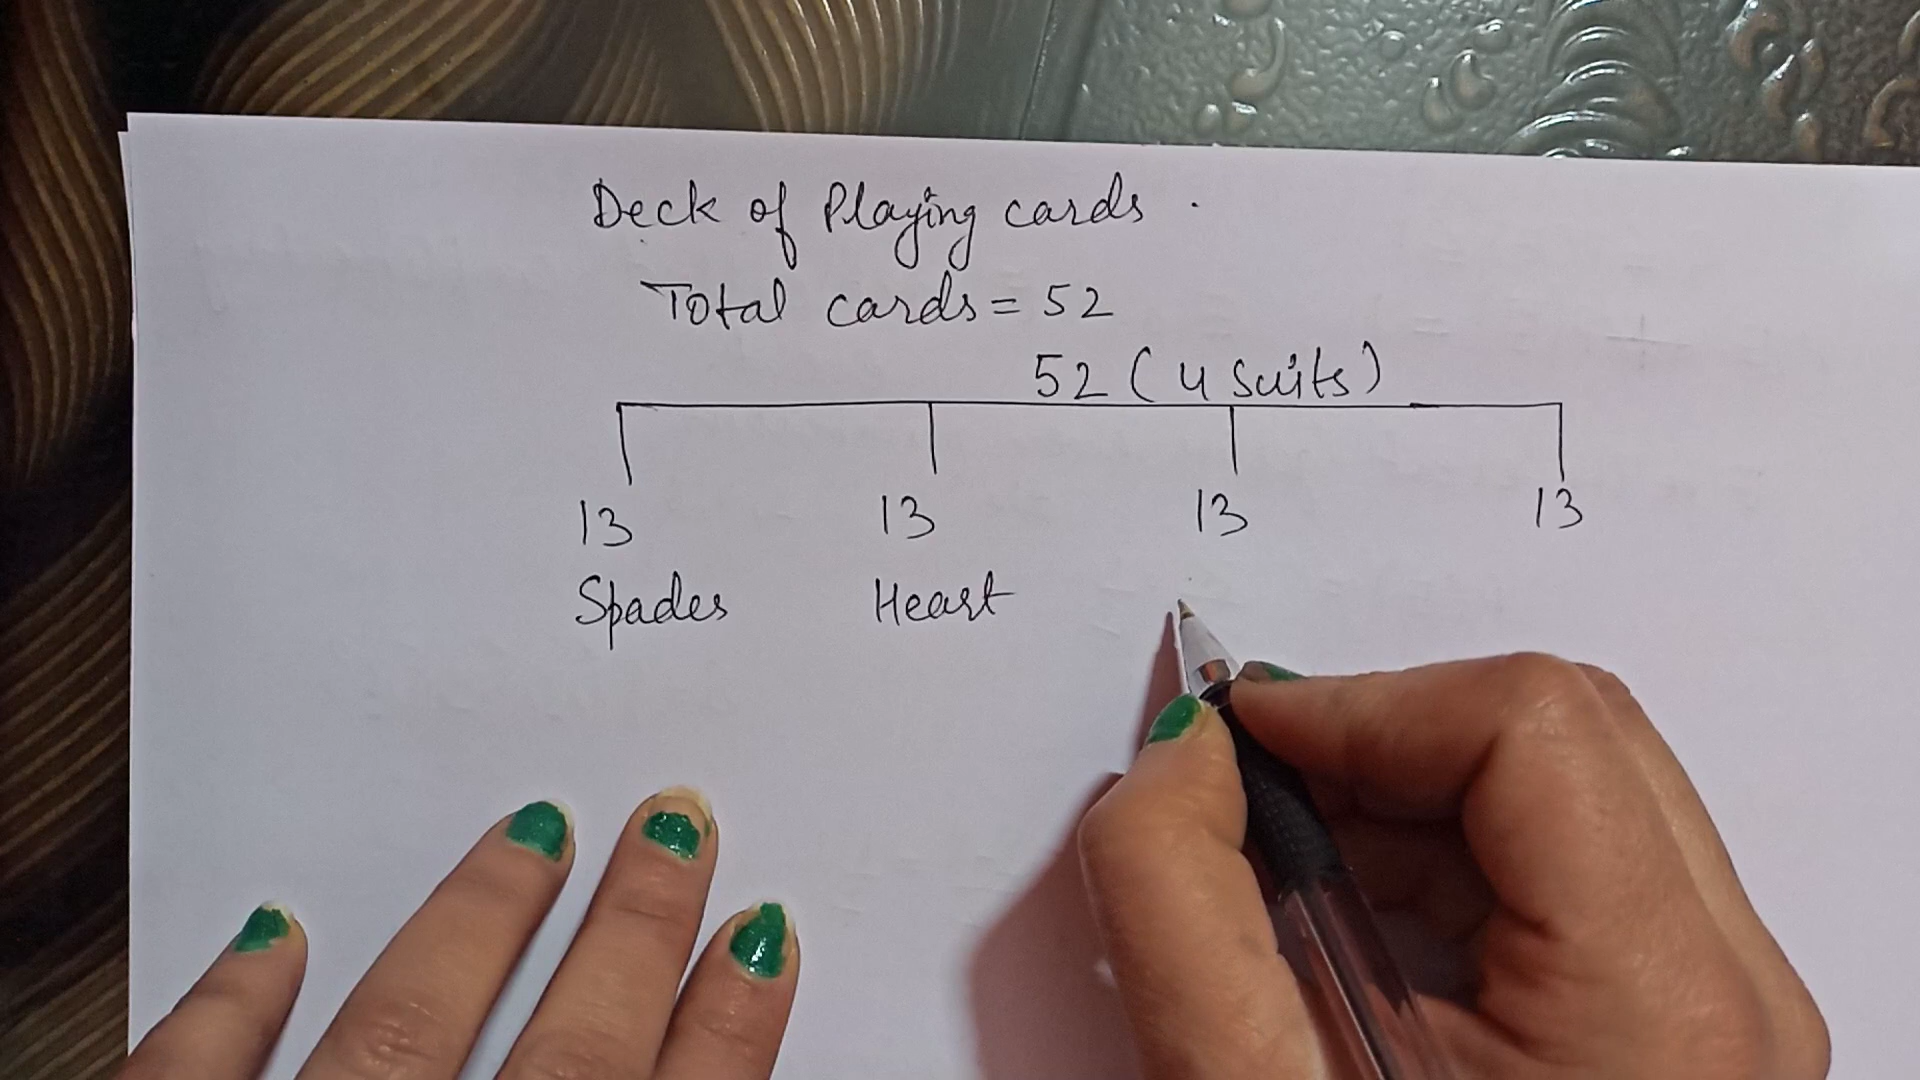 Deck of Playing cards .
Total cards = 52
52 ( 4 Suits )
13 13 13 13
Spades Heart